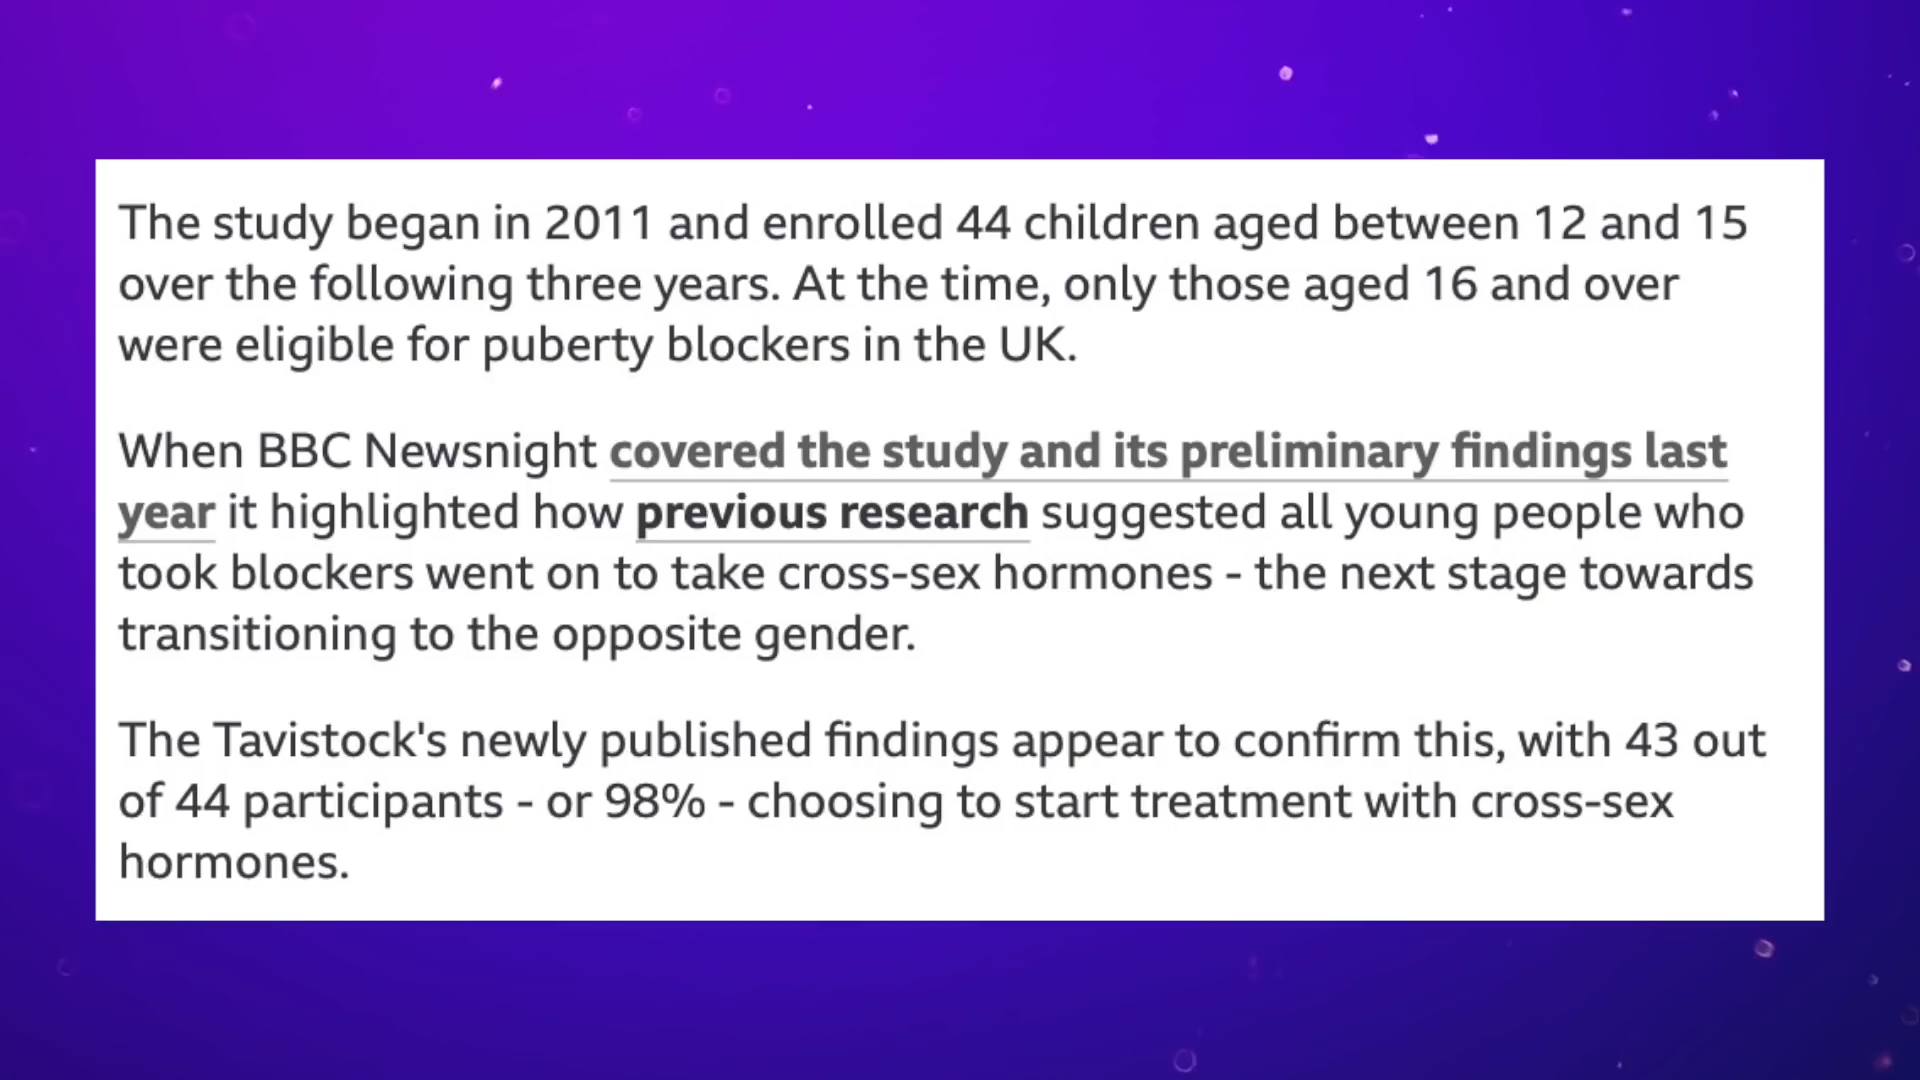 The study began in 2011 and enrolled 44 children aged between 12 and 15
over the following three years. At the time, only those aged 16 and over
were eligible for puberty blockers in the UK.
When BBC Newsnight covered the study and its preliminary findings last
year it highlighted how previous research suggested all young people who
took blockers went on to take cross-sex hormones - the next stage towards
transitioning to the opposite gender.
The Tavistock's newly published findings appear to confirm this, with 43 out
of 44 participants - or 98% - choosing to start treatment with cross-sex
hormones.